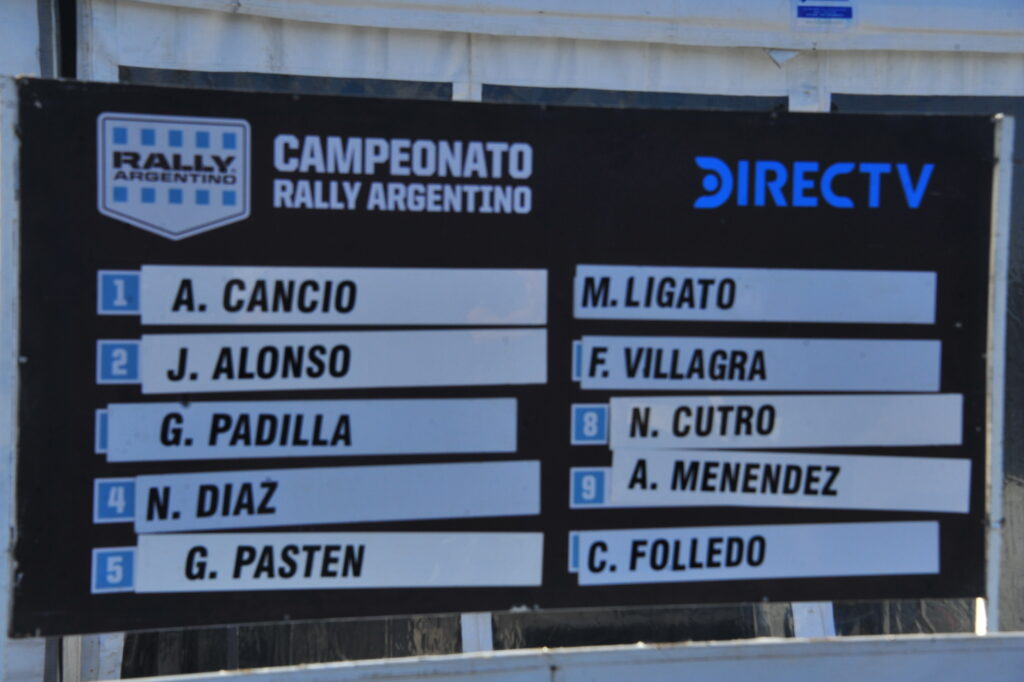 RALLY
ARGENTINO
CAMPEONATO
RALLY ARGENTINO
DIRECTV
1 A. CANCIO
2 J. ALONSO
G. PADILLA
4 N. DIAZ
5 G. PASTEN
M. LIGATO
F. VILLAGRA
8 N. CUTRO
9 A. MENENDEZ
C. FOLLEDO